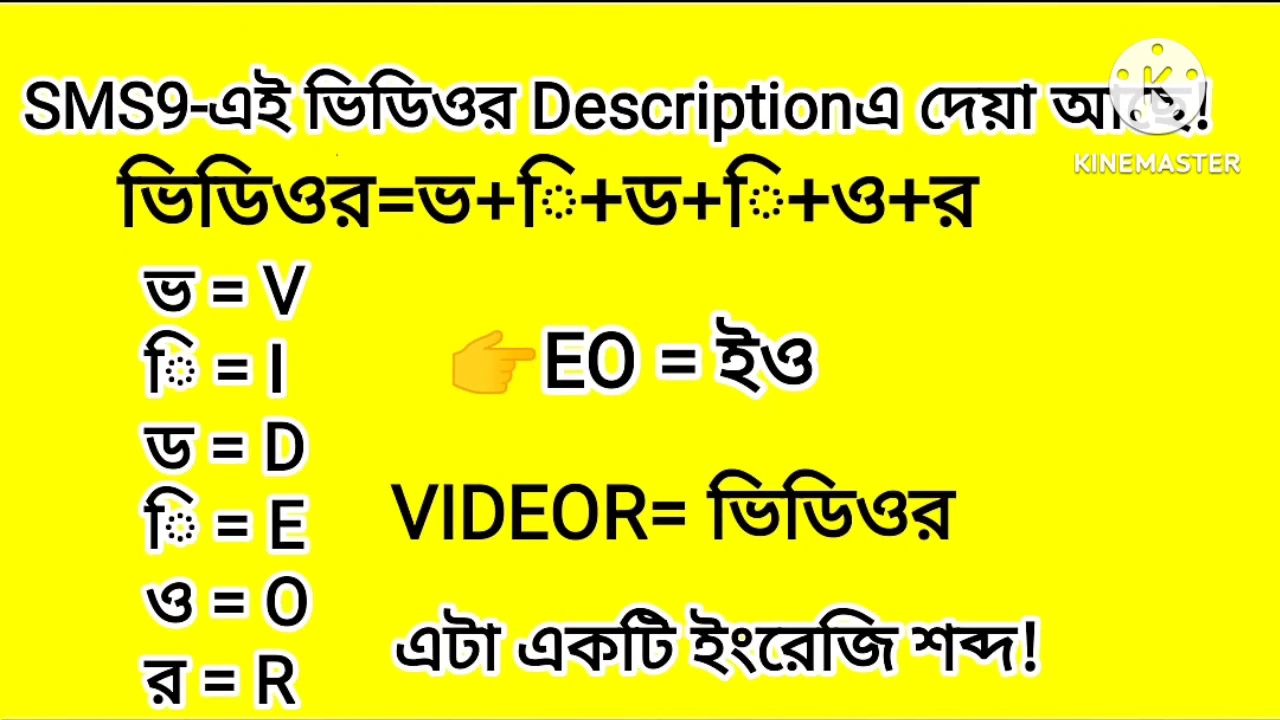 SMS9-এই ভিডিওর Descriptionএ দেয়া আছে!
KINEMASTER
ভিডিওর=ভ+ি+ড+ি+ও+র
ভ = V
ি = I
👉EO = ইও
ড = D
ি = E
VIDEOR= ভিডিওর
ও = O
এটা একটি ইংরেজি শব্দ!
র = R